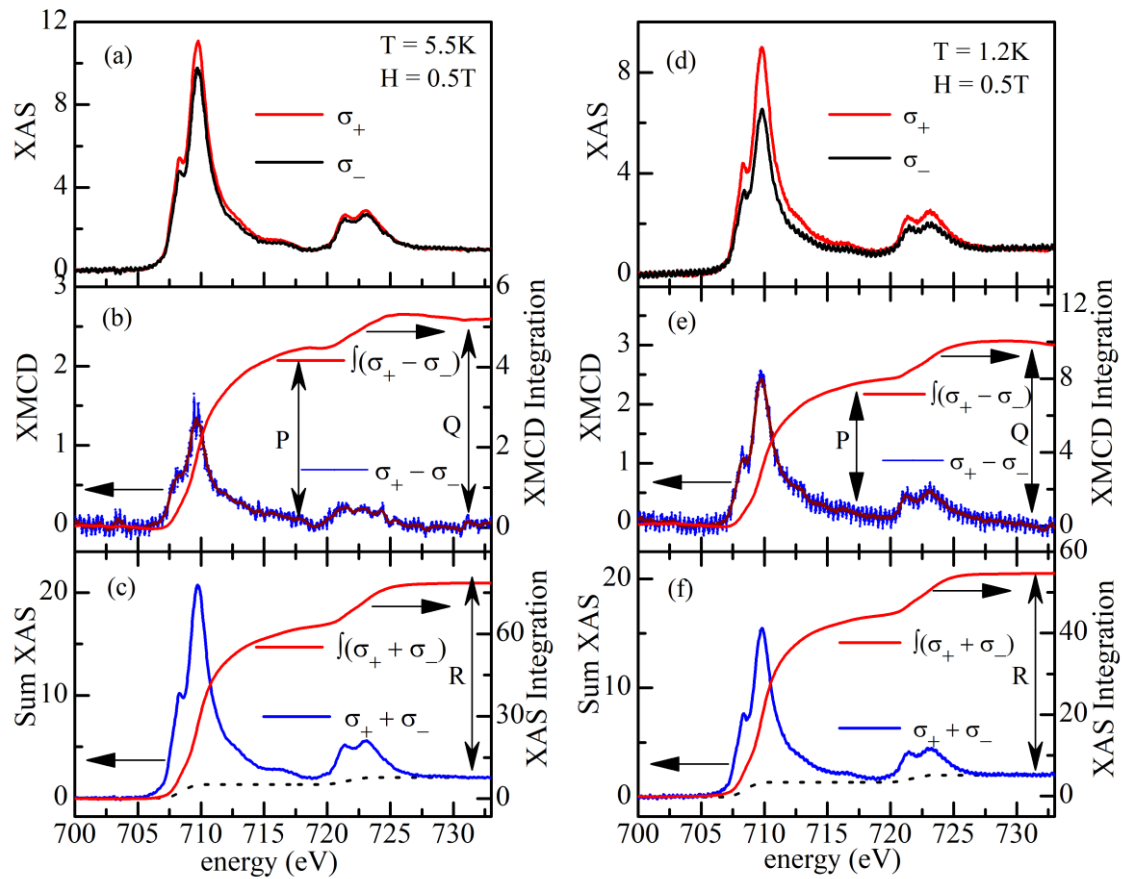 (a)
T = 5.5K
H = 0.5T
σ+
σ−
XAS
12
8
4
0
(b)
XMCD
3
2
1
0
∫(σ+ − σ−)
P
Q
σ+ − σ−
6
4
2
0
XMCD Integration
(c)
Sum XAS
20
10
0
∫(σ+ + σ−)
R
σ+ + σ−
60
30
0
XAS Integration
700 705 710 715 720 725 730
energy (eV)
(d)
T = 1.2K
H = 0.5T
σ+
σ−
XAS
8
4
0
(e)
XMCD
3
2
1
0
∫(σ+ − σ−)
P
Q
σ+ − σ−
12
8
4
0
XMCD Integration
(f)
Sum XAS
20
10
0
∫(σ+ + σ−)
R
σ+ + σ−
60
40
20
0
XAS Integration
700 705 710 715 720 725 730
energy (eV)